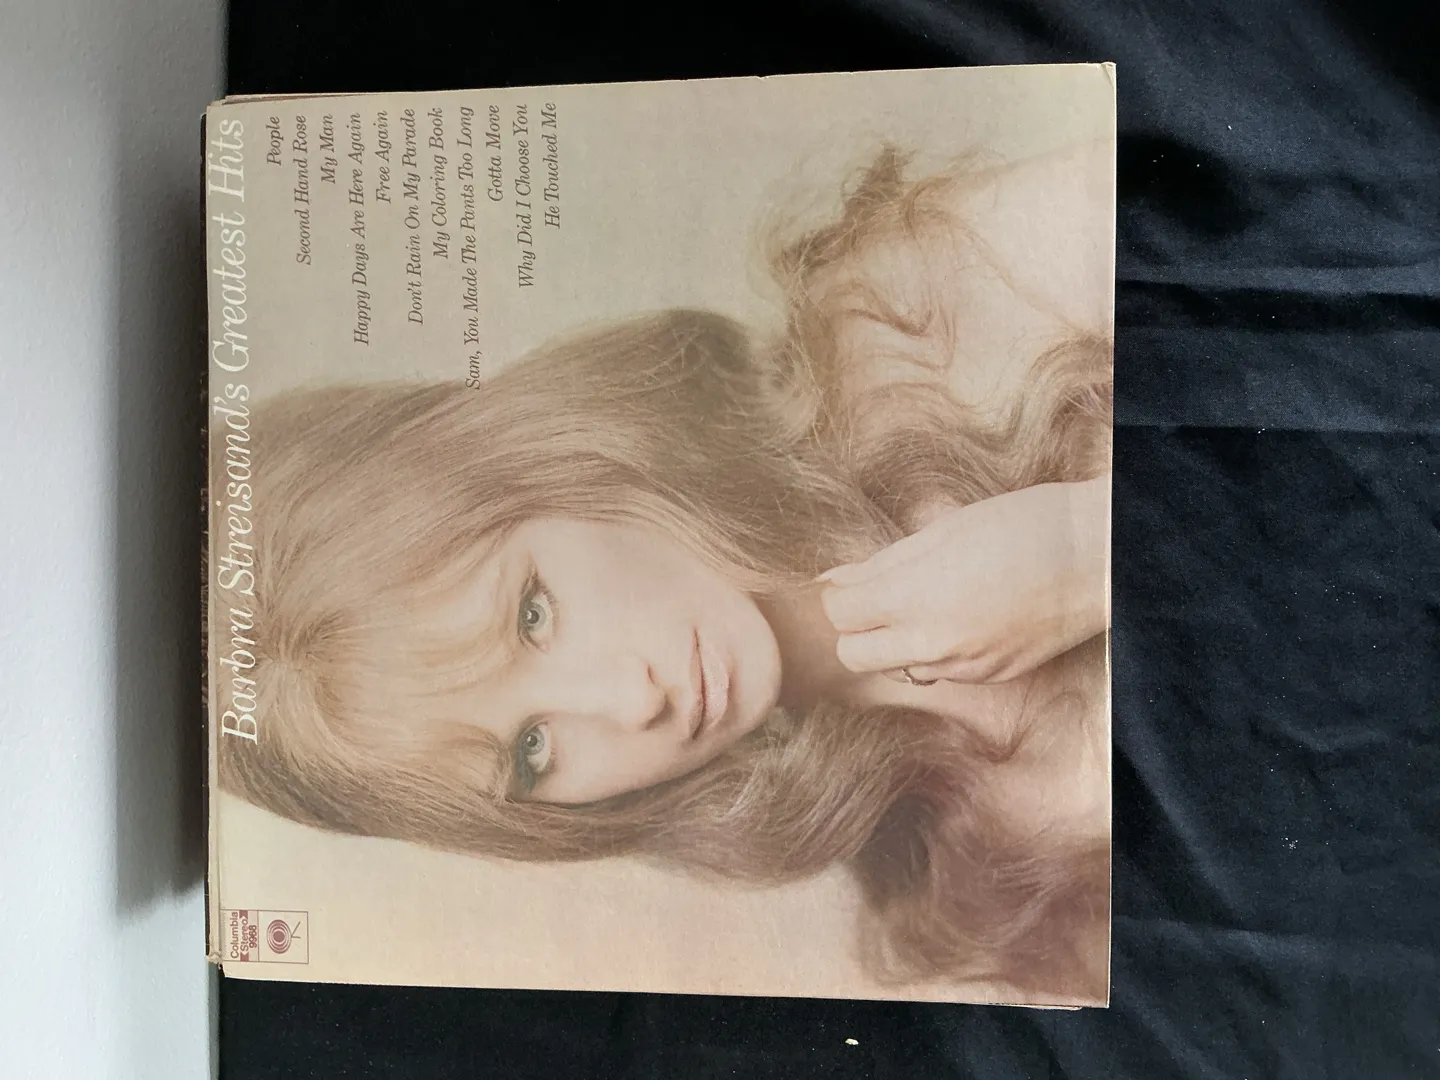 Barbra Streisand's Greatest Hits
People
Second Hand Rose
My Man
Happy Days Are Here Again
Free Again
Don't Rain On My Parade
My Coloring Book
Sam, You Made The Pants Too Long
Gotta Move
Why Did I Choose You
He Touched Me
Columbia
Stereo
9968